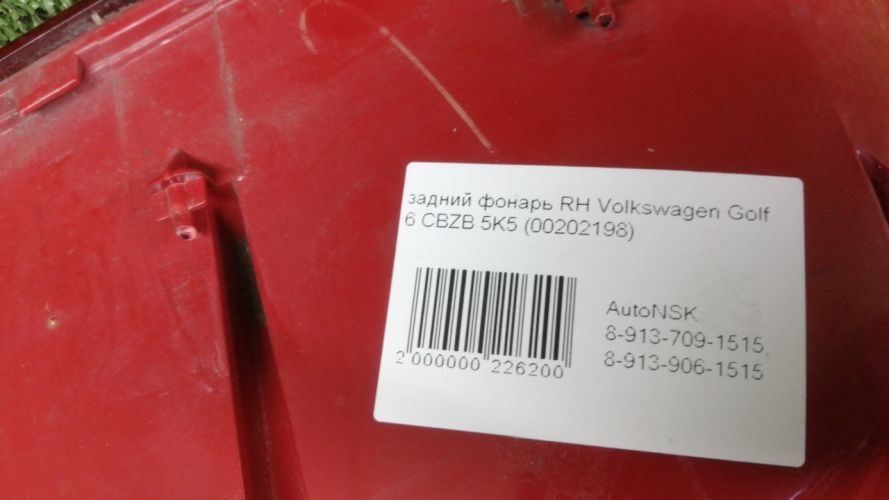 задний фонарь RH Volkswagen Golf
6 CBZB 5K5 (00202198)
2 000000 226200
AutoNSK
8-913-709-1515
8-913-906-1515